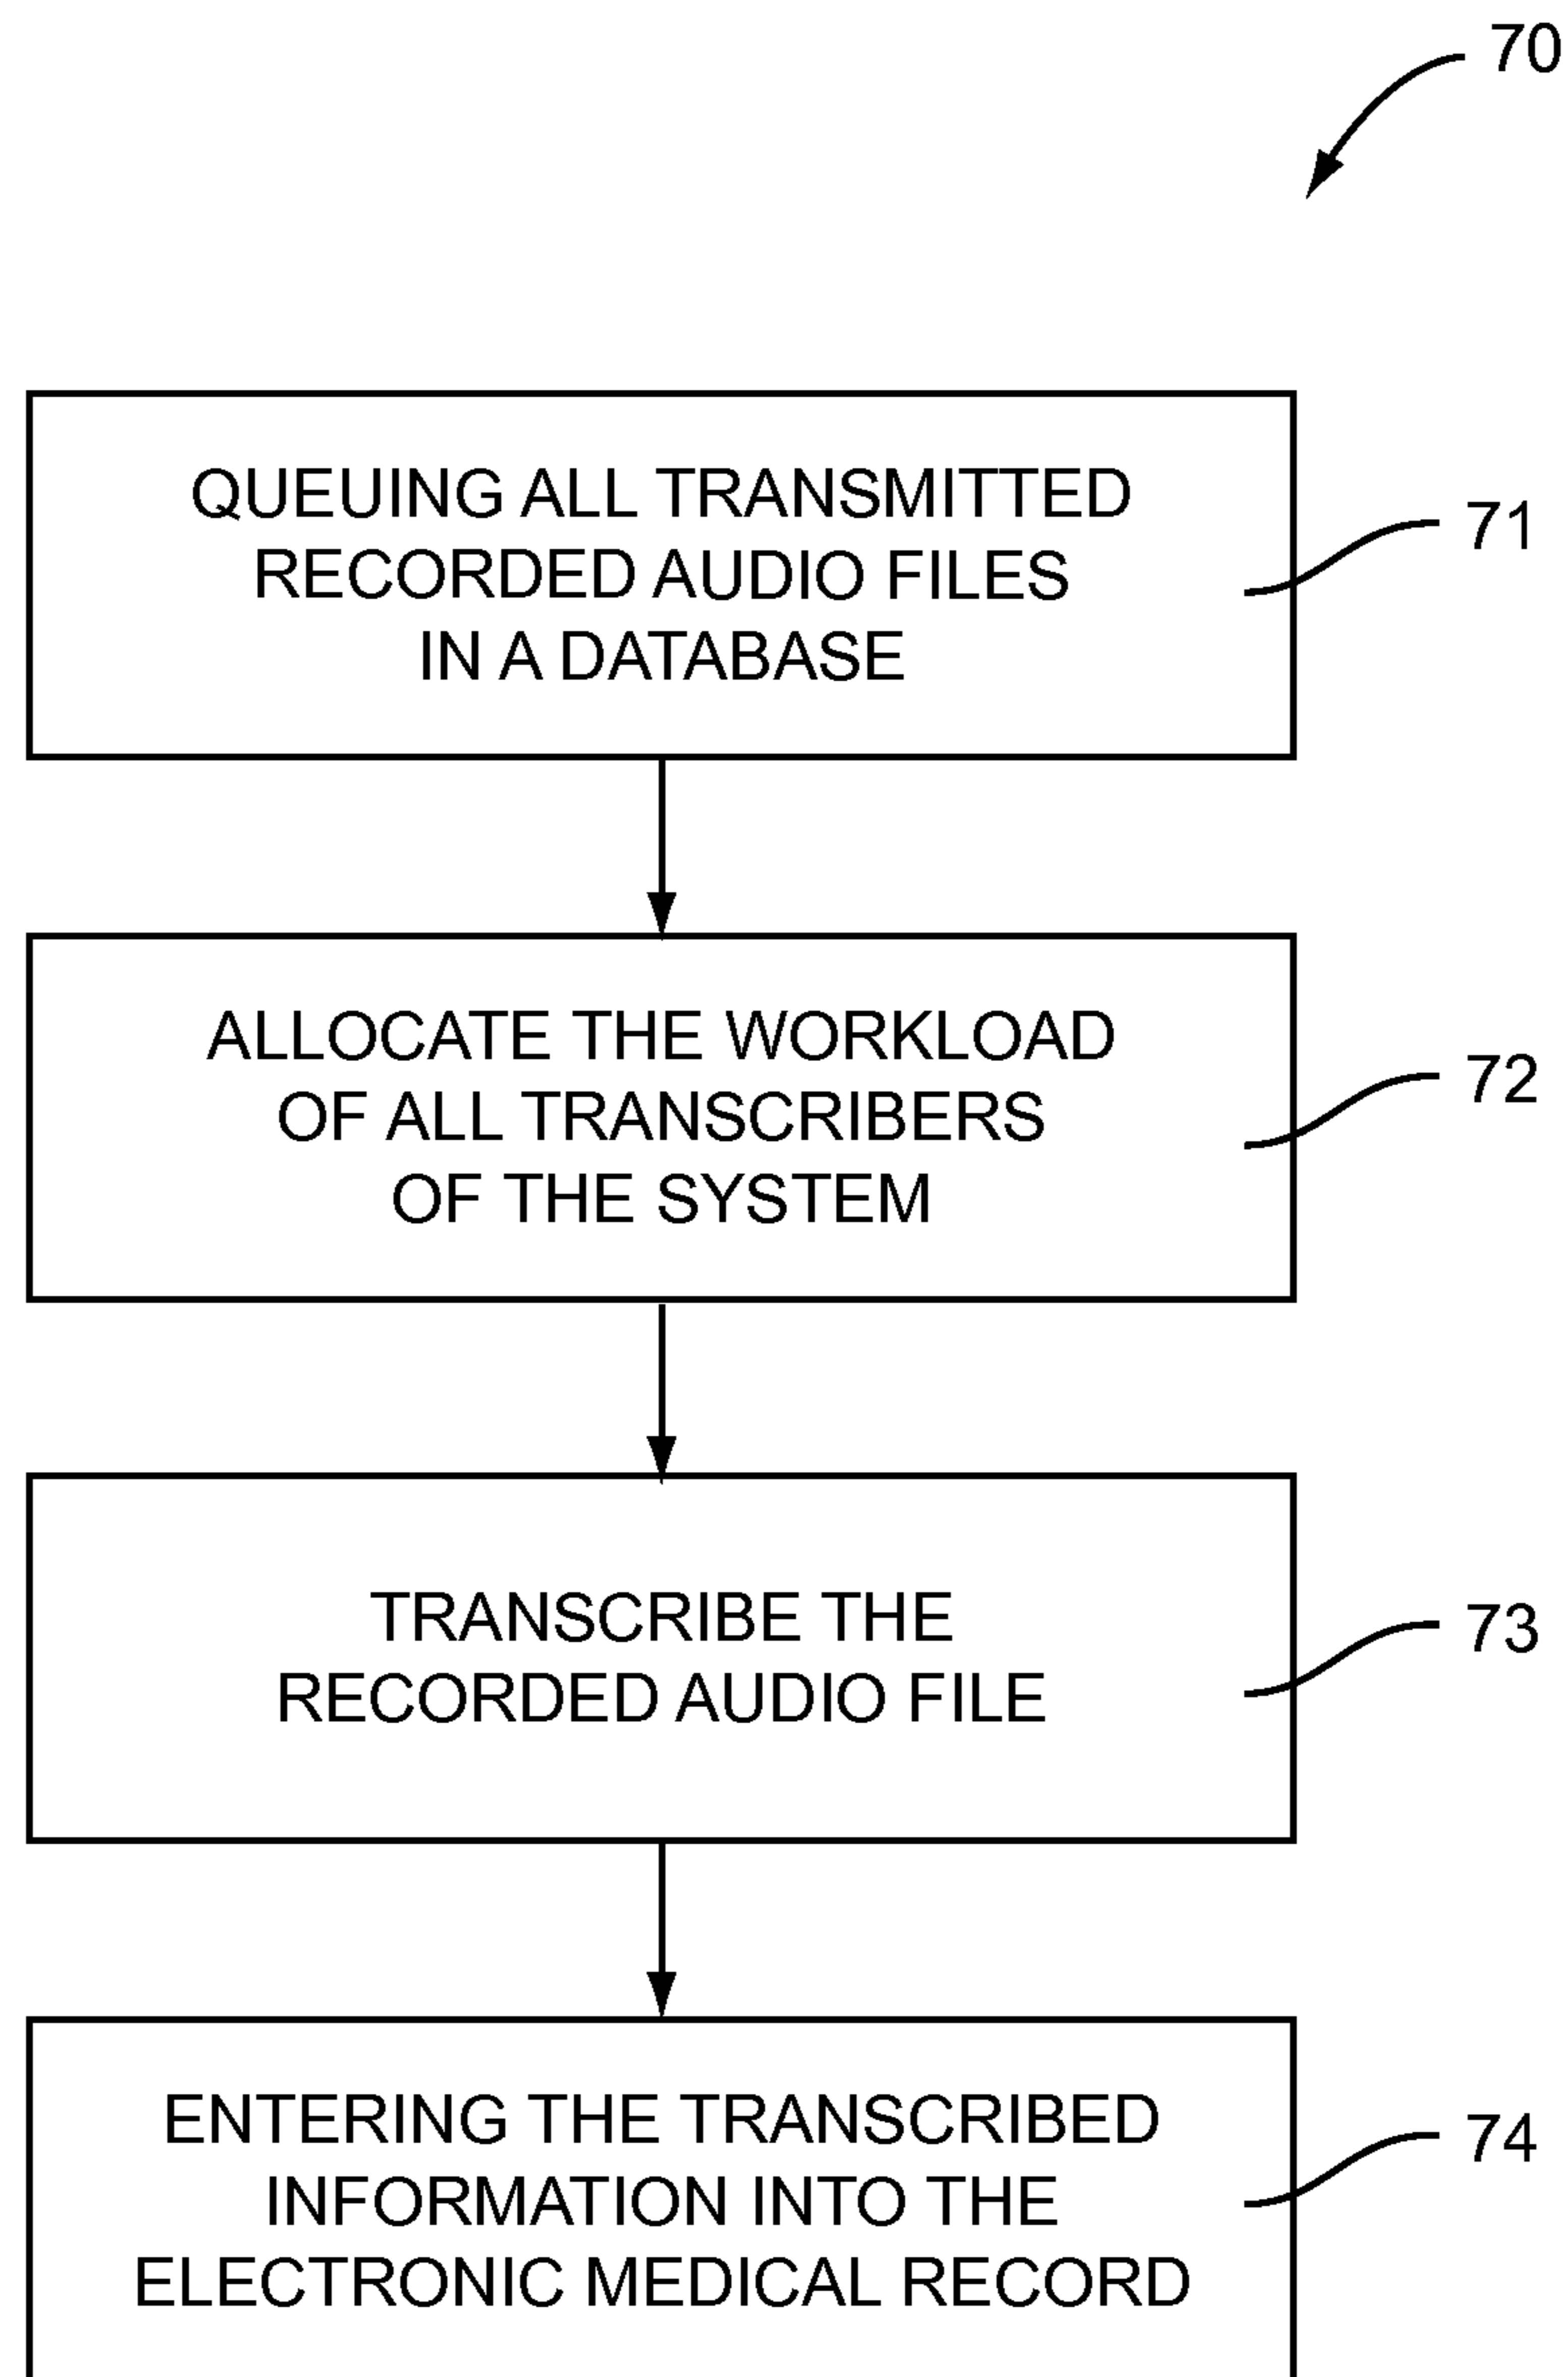 70
QUEUING ALL TRANSMITTED
RECORDED AUDIO FILES
IN A DATABASE
71
ALLOCATE THE WORKLOAD
OF ALL TRANSCRIBERS
OF THE SYSTEM
72
TRANSCRIBE THE
RECORDED AUDIO FILE
73
ENTERING THE TRANSCRIBED
INFORMATION INTO THE
ELECTRONIC MEDICAL RECORD
74